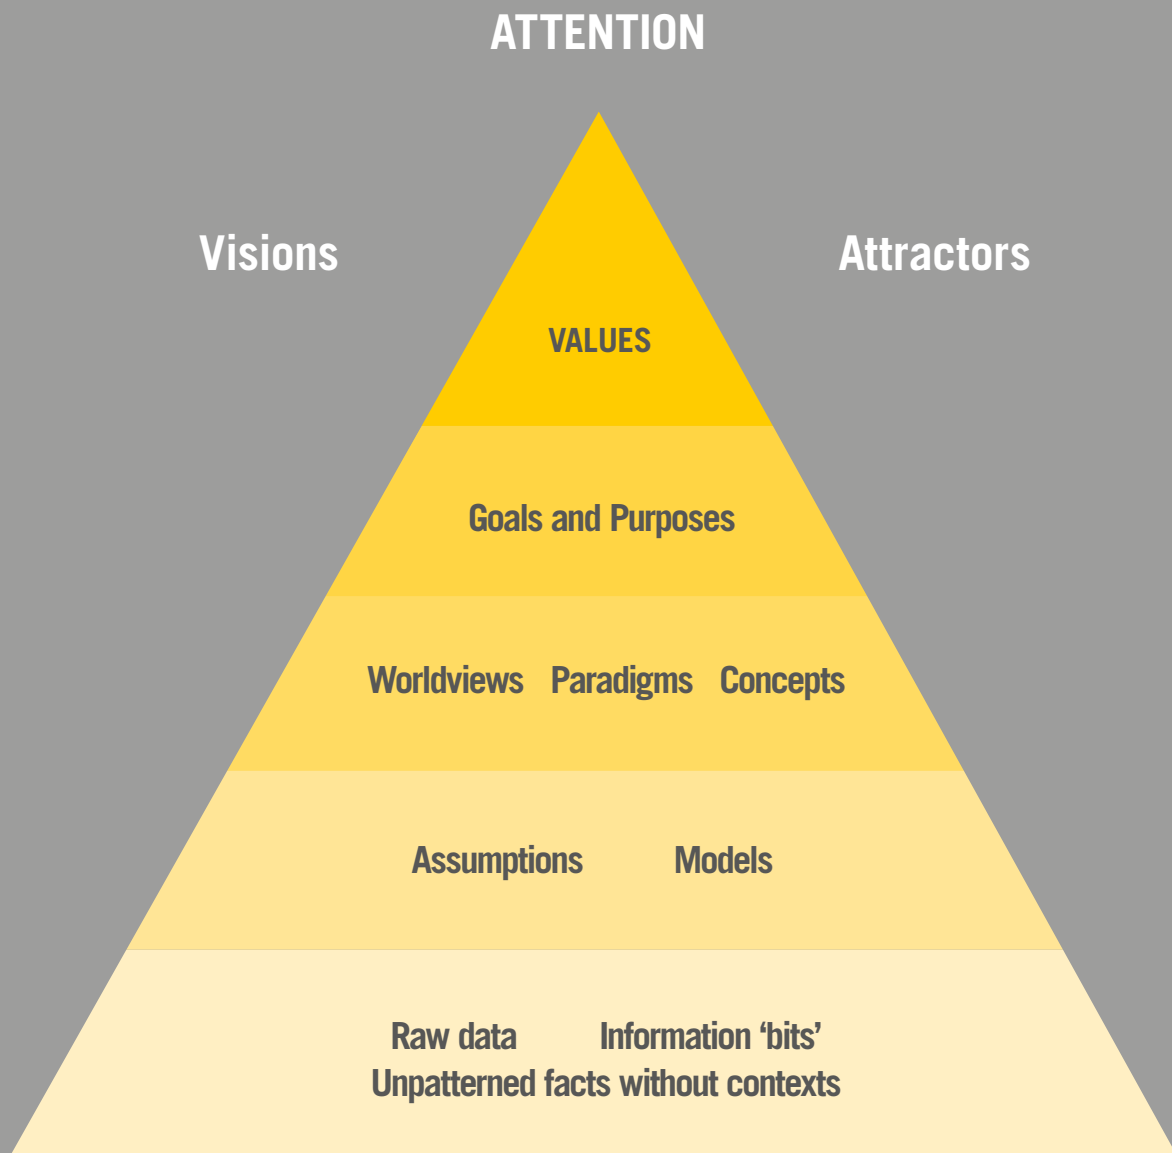 ATTENTION
Visions Attractors
VALUES
Goals and Purposes
Worldviews Paradigms Concepts
Assumptions Models
Raw data Information ‘bits’
Unpatterned facts without contexts